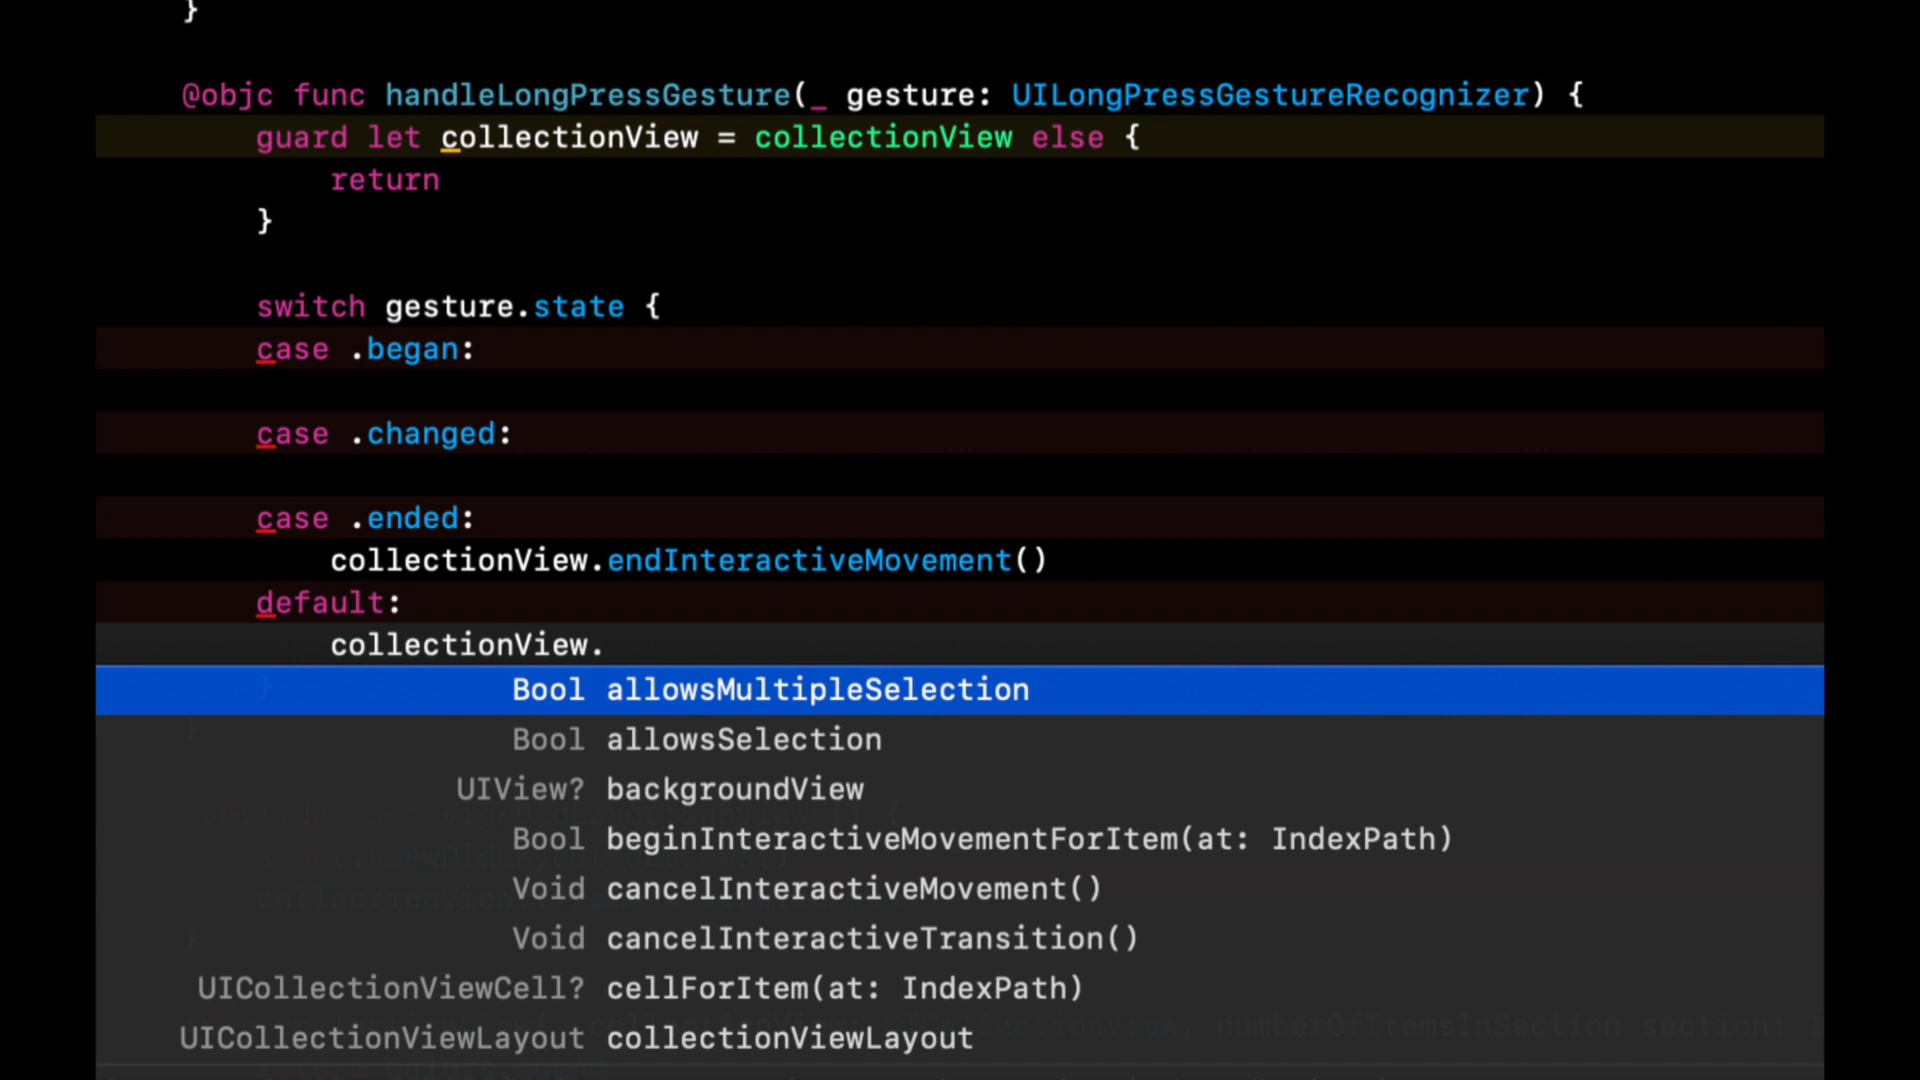 }
@objc func handleLongPressGesture(_ gesture: UILongPressGestureRecognizer) {
guard let collectionView = collectionView else {
return
}
switch gesture.state {
case .began:
case .changed:
case .ended:
collectionView.endInteractiveMovement()
default:
collectionView.
Bool allowsMultipleSelection
Bool allowsSelection
UIView? backgroundView
Bool beginInteractiveMovementForItem(at: IndexPath)
Void cancelInteractiveMovement()
Void cancelInteractiveTransition()
UICollectionViewCell? cellForItem(at: IndexPath)
UICollectionViewLayout collectionViewLayout